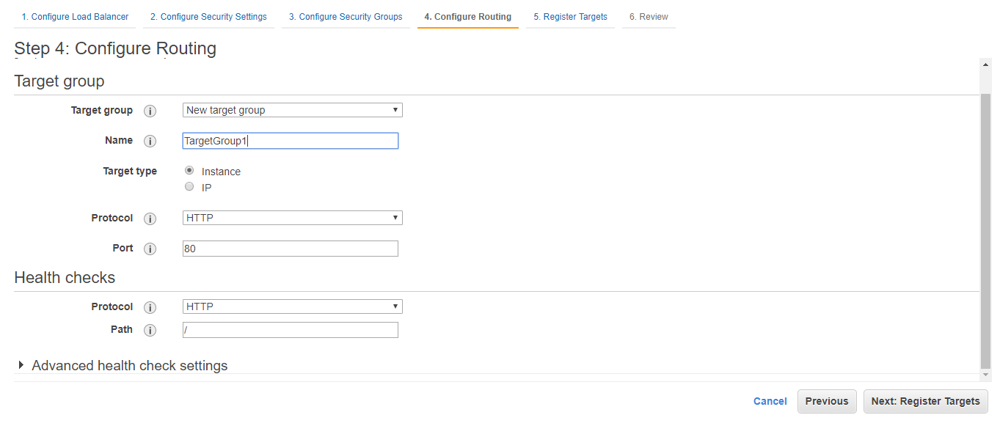 1. Configure Load Balancer 2. Configure Security Settings 3. Configure Security Groups 4. Configure Routing 5. Register Targets 6. Review
Step 4: Configure Routing
Target group
Target group i New target group
Name i TargetGroup1
Target type Instance
IP
Protocol i HTTP
Port i 80
Health checks
Protocol i HTTP
Path i /
Advanced health check settings
Cancel Previous Next: Register Targets